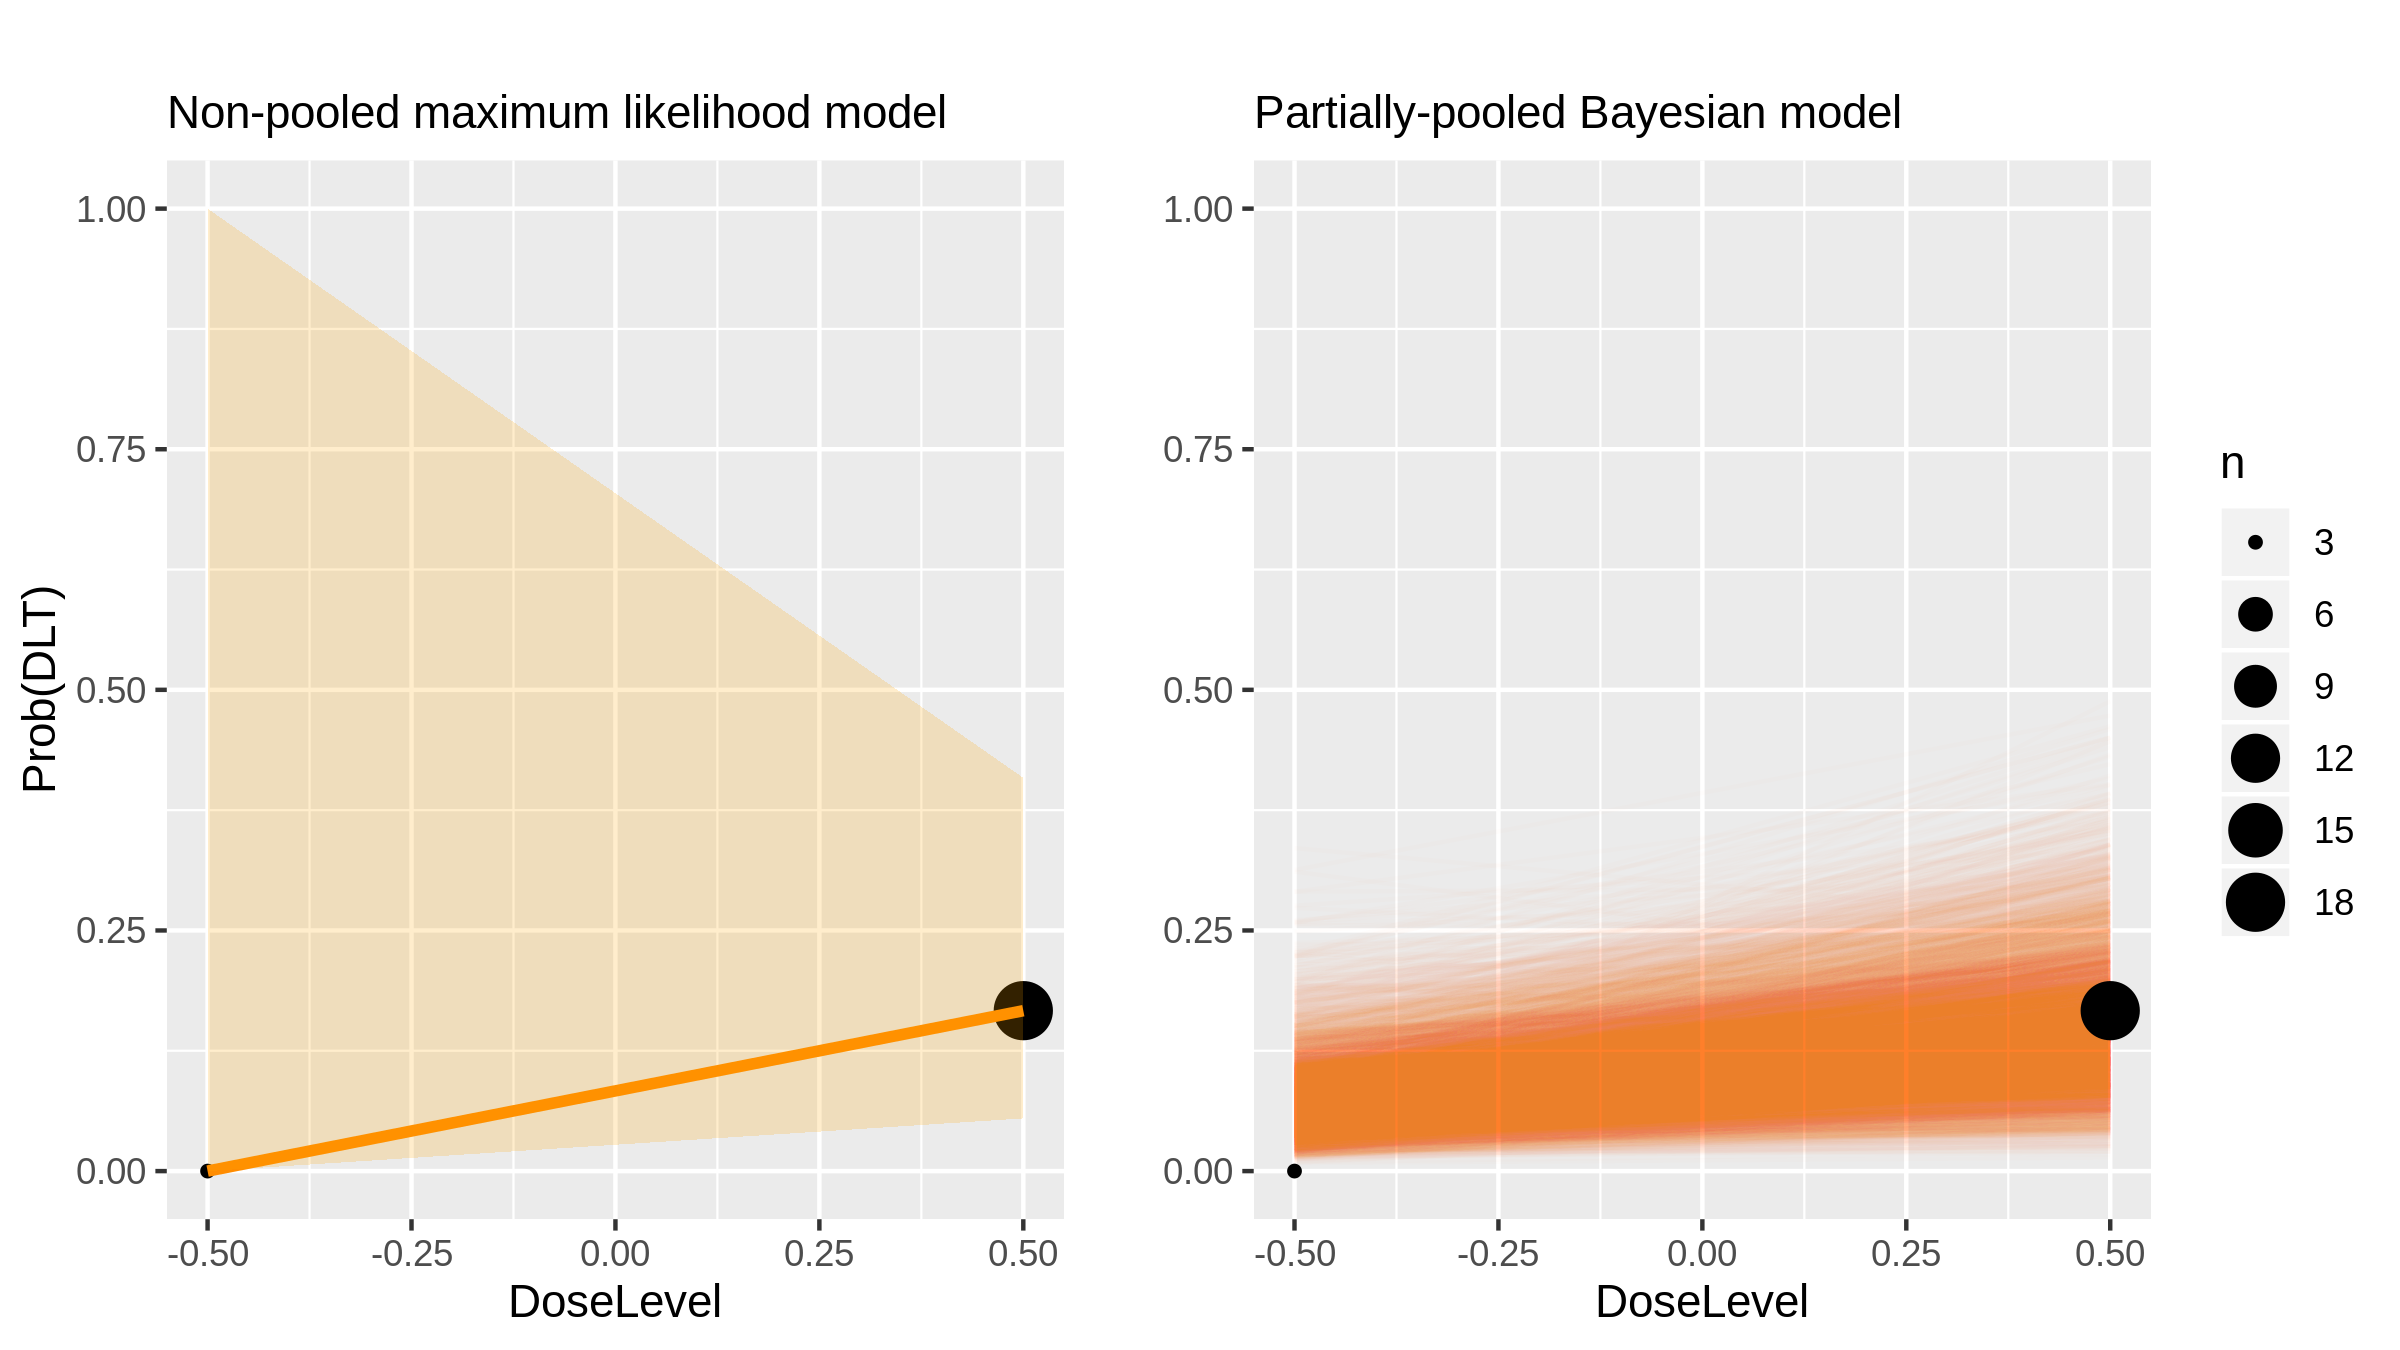 Non-pooled maximum likelihood model
Prob(DLT)
1.00
0.75
0.50
0.25
0.00
-0.50 -0.25 0.00 0.25 0.50
DoseLevel
Partially-pooled Bayesian model
1.00
0.75
0.50
0.25
0.00
-0.50 -0.25 0.00 0.25 0.50
DoseLevel
n
3
6
9
12
15
18